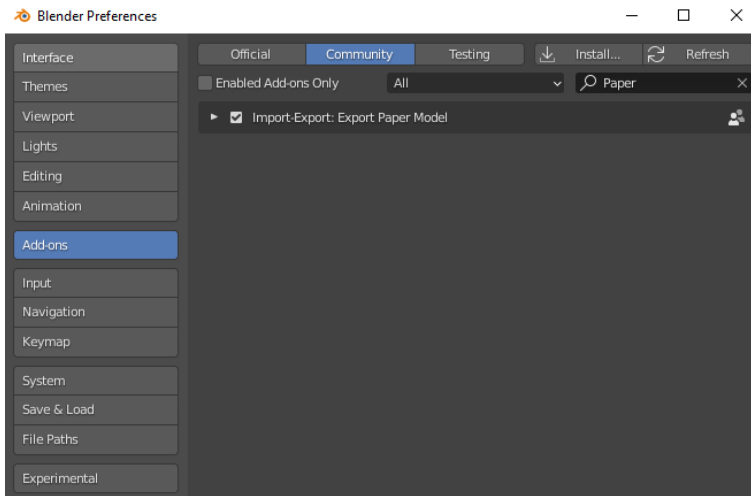 Blender Preferences
Interface
Themes
Viewport
Lights
Editing
Animation
Add-ons
Input
Navigation
Keymap
System
Save & Load
File Paths
Experimental
Official Community Testing Install... Refresh
Enabled Add-ons Only All Paper
Import-Export: Export Paper Model